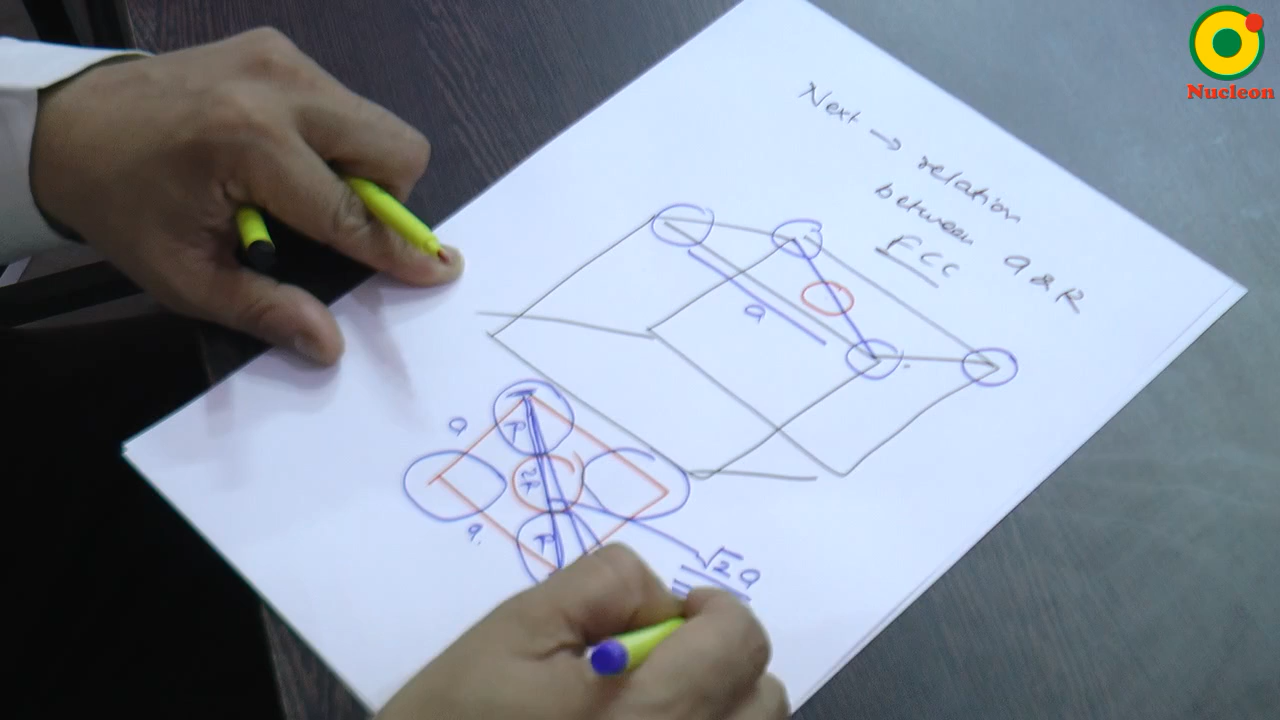 Nucleon
Next → relation
between a & R
FCC
a
a
R
2R
a
R
√2a